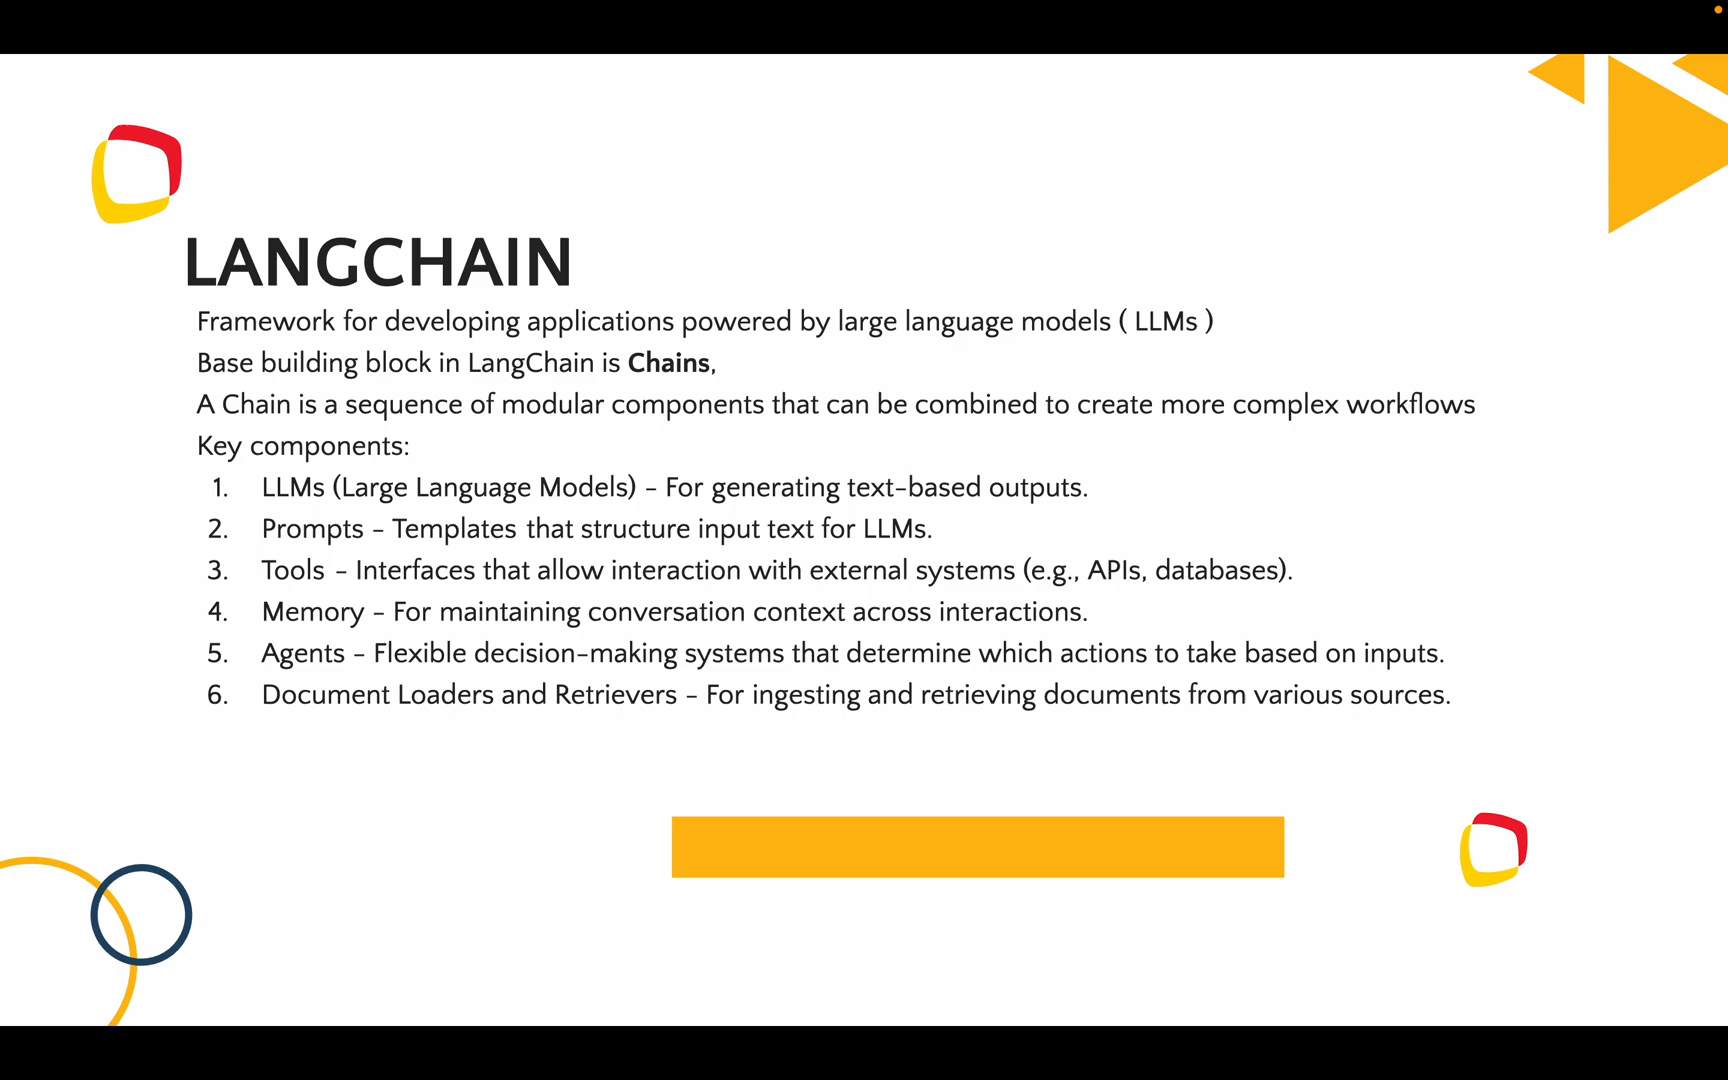 LANGCHAIN
Framework for developing applications powered by large language models ( LLMs )
Base building block in LangChain is Chains,
A Chain is a sequence of modular components that can be combined to create more complex workflows
Key components:
1. LLMs (Large Language Models) - For generating text-based outputs.
2. Prompts - Templates that structure input text for LLMs.
3. Tools - Interfaces that allow interaction with external systems (e.g., APIs, databases).
4. Memory - For maintaining conversation context across interactions.
5. Agents - Flexible decision-making systems that determine which actions to take based on inputs.
6. Document Loaders and Retrievers - For ingesting and retrieving documents from various sources.